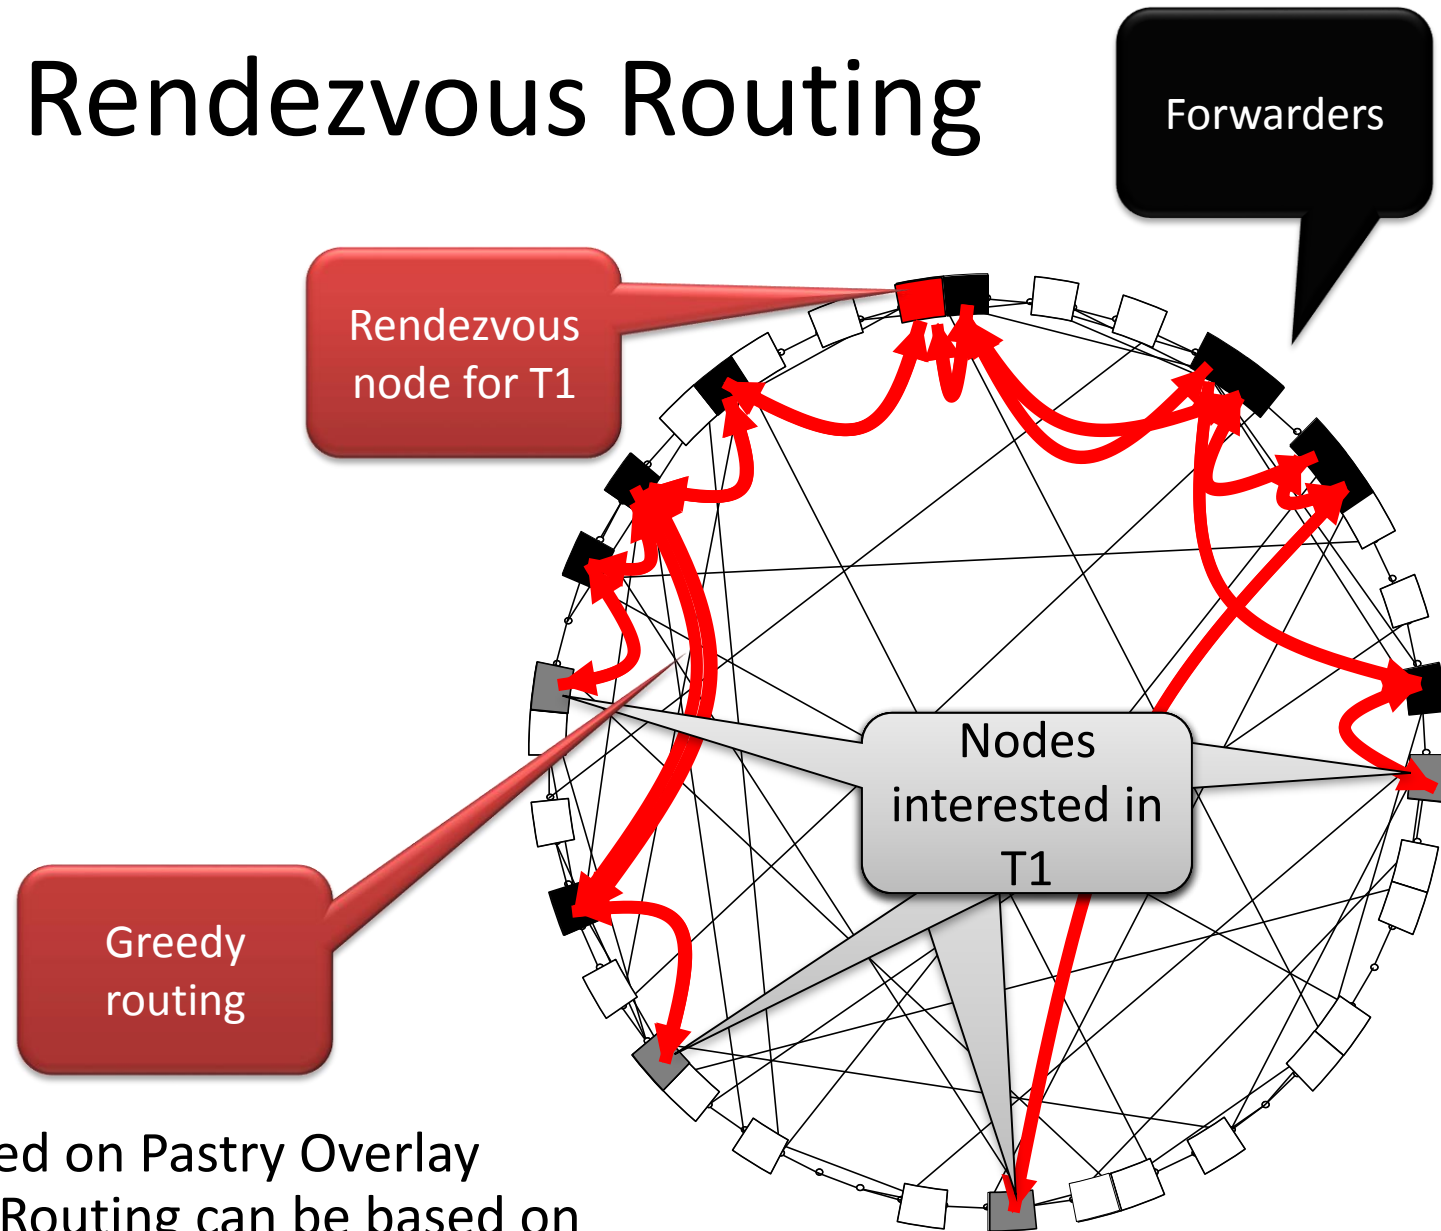 Rendezvous Routing
Forwarders
Rendezvous
node for T1
Nodes
interested in
T1
Greedy
routing
ed on Pastry Overlay
Routing can be based on